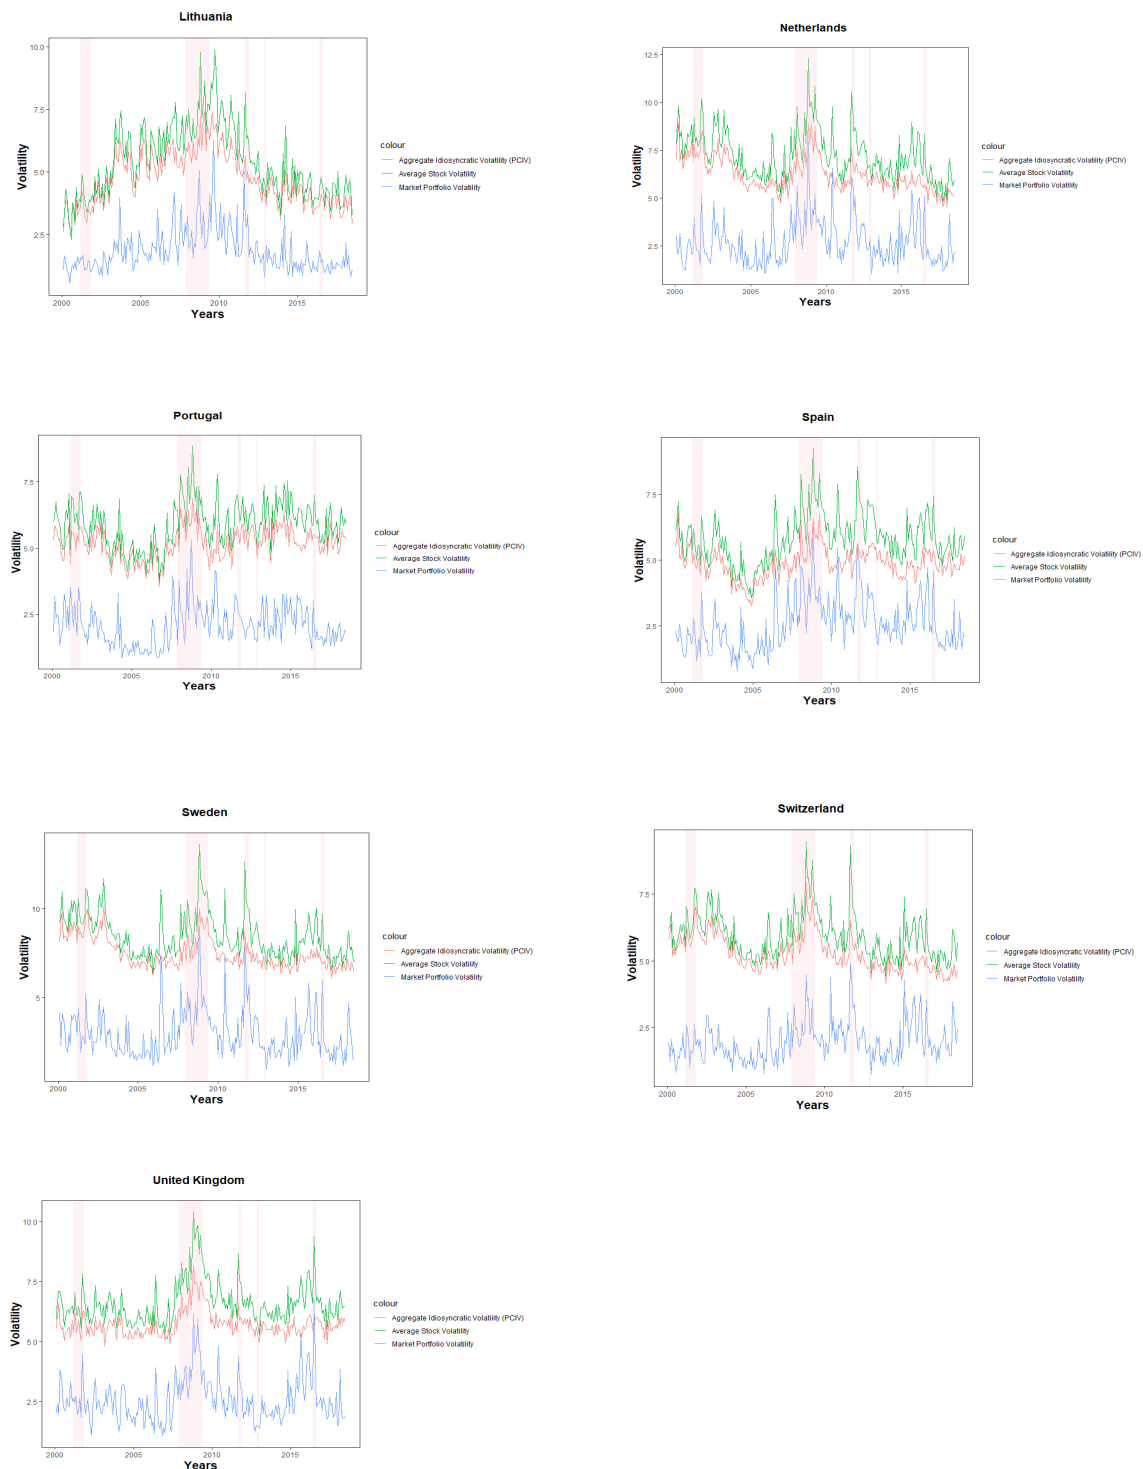 Lithuania
10.0
7.5
5.0
2.5
Volatility
2000
2005
2010
2015
Years
colour
Aggregate Idiosyncratic Volatility (PCIV)
Average Stock Volatility
Market Portfolio Volatility
Netherlands
12.5
10.0
7.5
5.0
2.5
Volatility
2000
2005
2010
2015
Years
colour
Aggregate Idiosyncratic Volatility (PCIV)
Average Stock Volatility
Market Portfolio Volatility
Portugal
7.5
5.0
2.5
Volatility
2000
2005
2010
2015
Years
colour
Aggregate Idiosyncratic Volatility (PCIV)
Average Stock Volatility
Market Portfolio Volatility
Spain
7.5
5.0
2.5
Volatility
2000
2005
2010
2015
Years
colour
Aggregate Idiosyncratic Volatility (PCIV)
Average Stock Volatility
Market Portfolio Volatility
Sweden
10
5
Volatility
2000
2005
2010
2015
Years
colour
Aggregate Idiosyncratic Volatility (PCIV)
Average Stock Volatility
Market Portfolio Volatility
Switzerland
7.5
5.0
2.5
Volatility
2000
2005
2010
2015
Years
colour
Aggregate Idiosyncratic Volatility (PCIV)
Average Stock Volatility
Market Portfolio Volatility
United Kingdom
10.0
7.5
5.0
2.5
Volatility
2000
2005
2010
2015
Years
colour
Aggregate Idiosyncratic Volatility (PCIV)
Average Stock Volatility
Market Portfolio Volatility